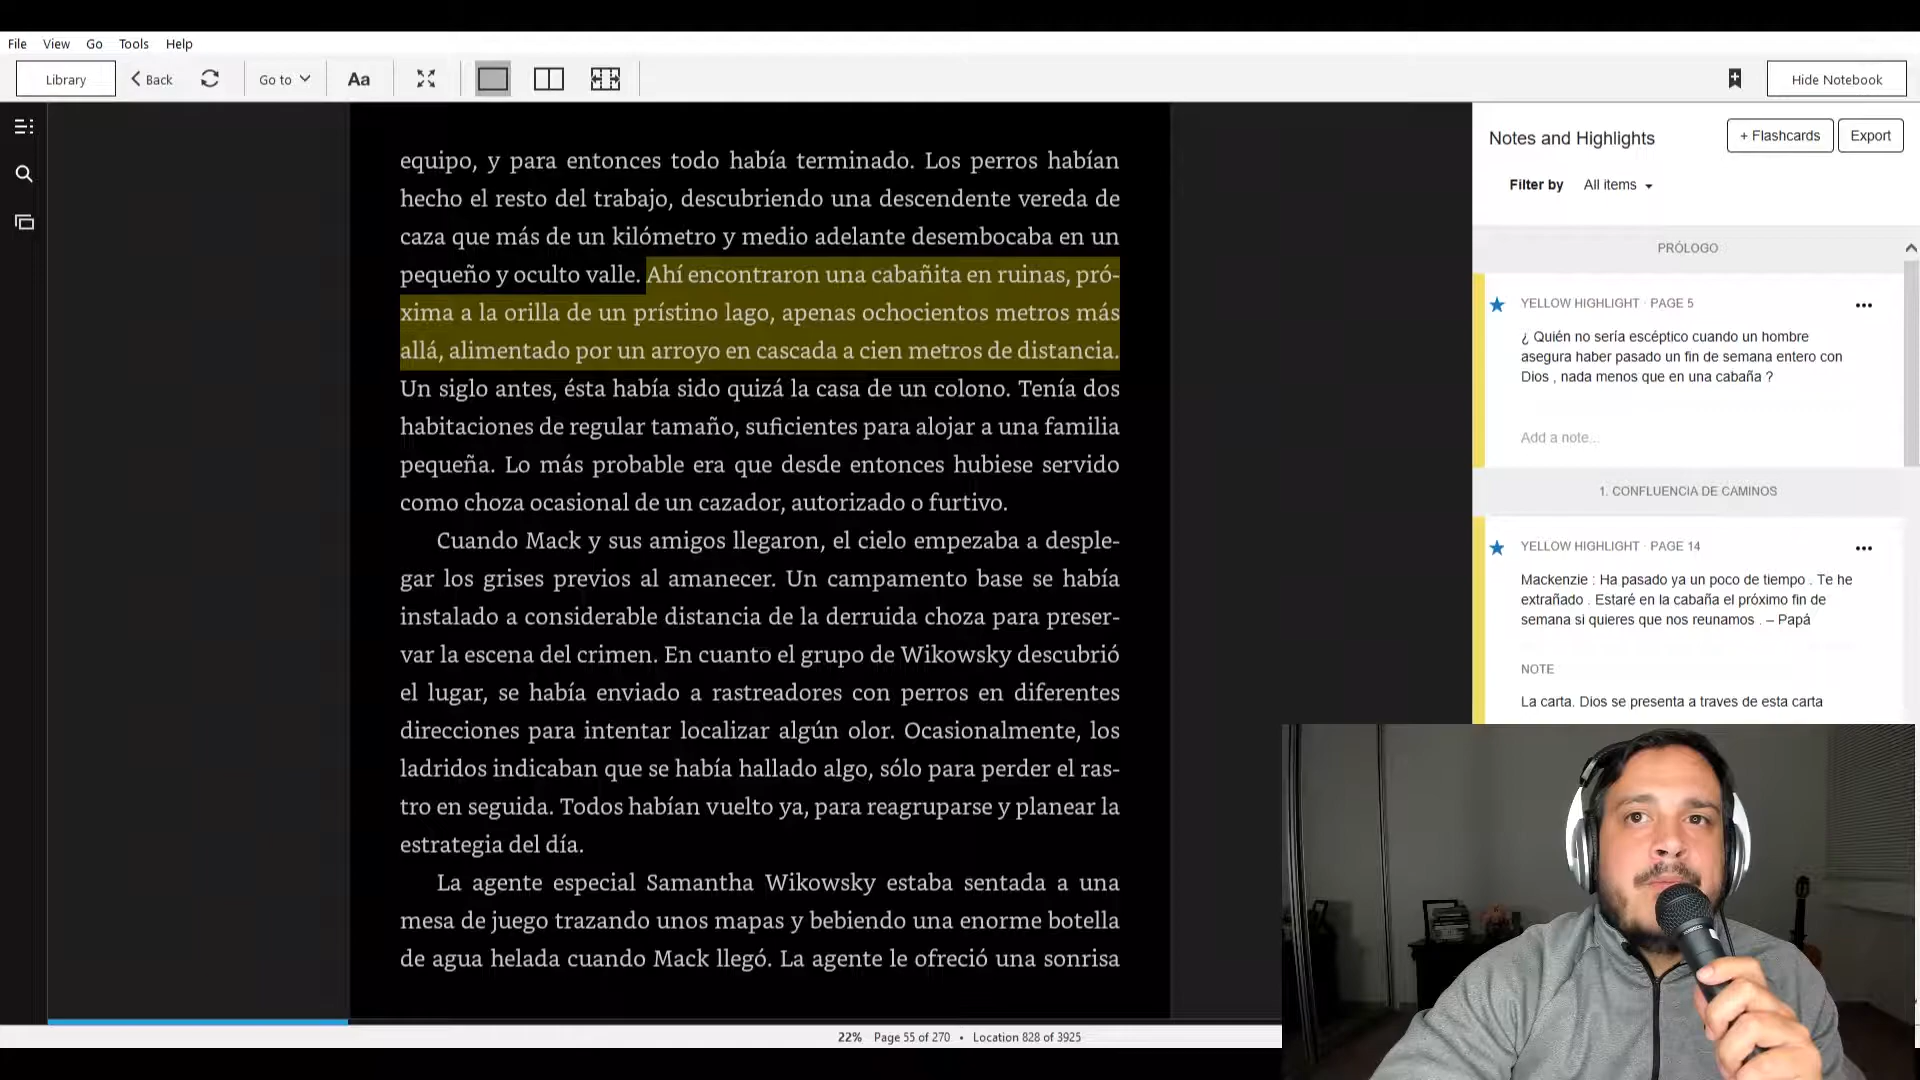 File View Go Tools Help
Library Back Go to Aa Hide Notebook
equipo, y para entonces todo había terminado. Los perros habían
hecho el resto del trabajo, descubriendo una descendente vereda de
caza que más de un kilómetro y medio adelante desembocaba en un
pequeño y oculto valle. Ahí encontraron una cabañita en ruinas, pró-
xima a la orilla de un prístino lago, apenas ochocientos metros más
allá, alimentado por un arroyo en cascada a cien metros de distancia.
Un siglo antes, ésta había sido quizá la casa de un colono. Tenía dos
habitaciones de regular tamaño, suficientes para alojar a una familia
pequeña. Lo más probable era que desde entonces hubiese servido
como choza ocasional de un cazador, autorizado o furtivo.
Cuando Mack y sus amigos llegaron, el cielo empezaba a desple-
gar los grises previos al amanecer. Un campamento base se había
instalado a considerable distancia de la derruida choza para preser-
var la escena del crimen. En cuanto el grupo de Wikowsky descubrió
el lugar, se había enviado a rastreadores con perros en diferentes
direcciones para intentar localizar algún olor. Ocasionalmente, los
ladridos indicaban que se había hallado algo, sólo para perder el ras-
tro en seguida. Todos habían vuelto ya, para reagruparse y planear la
estrategia del día.
La agente especial Samantha Wikowsky estaba sentada a una
mesa de juego trazando unos mapas y bebiendo una enorme botella
de agua helada cuando Mack llegó. La agente le ofreció una sonrisa
22% Page 55 of 270 • Location 828 of 3925
Notes and Highlights + Flashcards Export
Filter by All items
PRÓLOGO
YELLOW HIGHLIGHT · PAGE 5
¿ Quién no sería escéptico cuando un hombre
asegura haber pasado un fin de semana entero con
Dios , nada menos que en una cabaña ?
Add a note...
1. CONFLUENCIA DE CAMINOS
YELLOW HIGHLIGHT · PAGE 14
Mackenzie : Ha pasado ya un poco de tiempo . Te he
extrañado . Estaré en la cabaña el próximo fin de
semana si quieres que nos reunamos . – Papá
NOTE
La carta. Dios se presenta a traves de esta carta